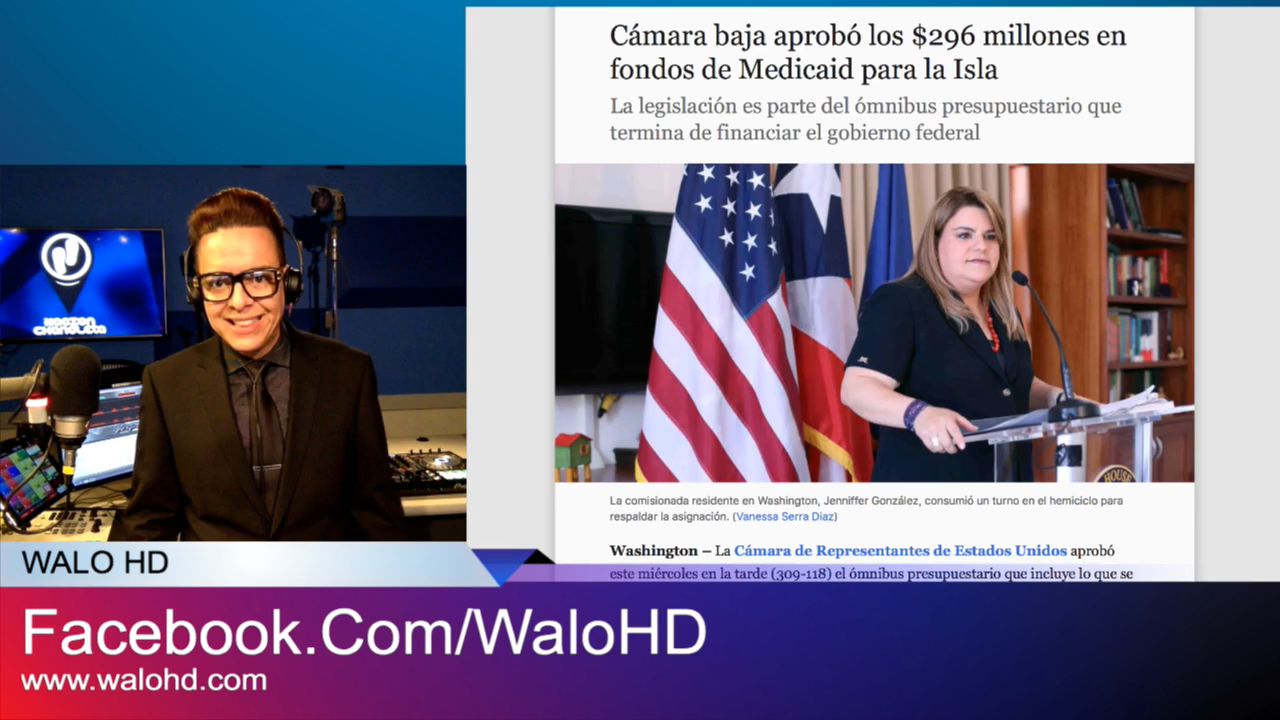 Cámara baja aprobó los $296 millones en
fondos de Medicaid para la Isla
La legislación es parte del ómnibus presupuestario que
termina de financiar el gobierno federal
HOUSE
La comisionada residente en Washington, Jenniffer González, consumió un turno en el hemiciclo para
respaldar la asignación. (Vanessa Serra Diaz)
Washington – La Cámara de Representantes de Estados Unidos aprobó
este miércoles en la tarde (309-118) el ómnibus presupuestario que incluye lo que se
WALO HD
Facebook.Com/WaloHD
www.walohd.com